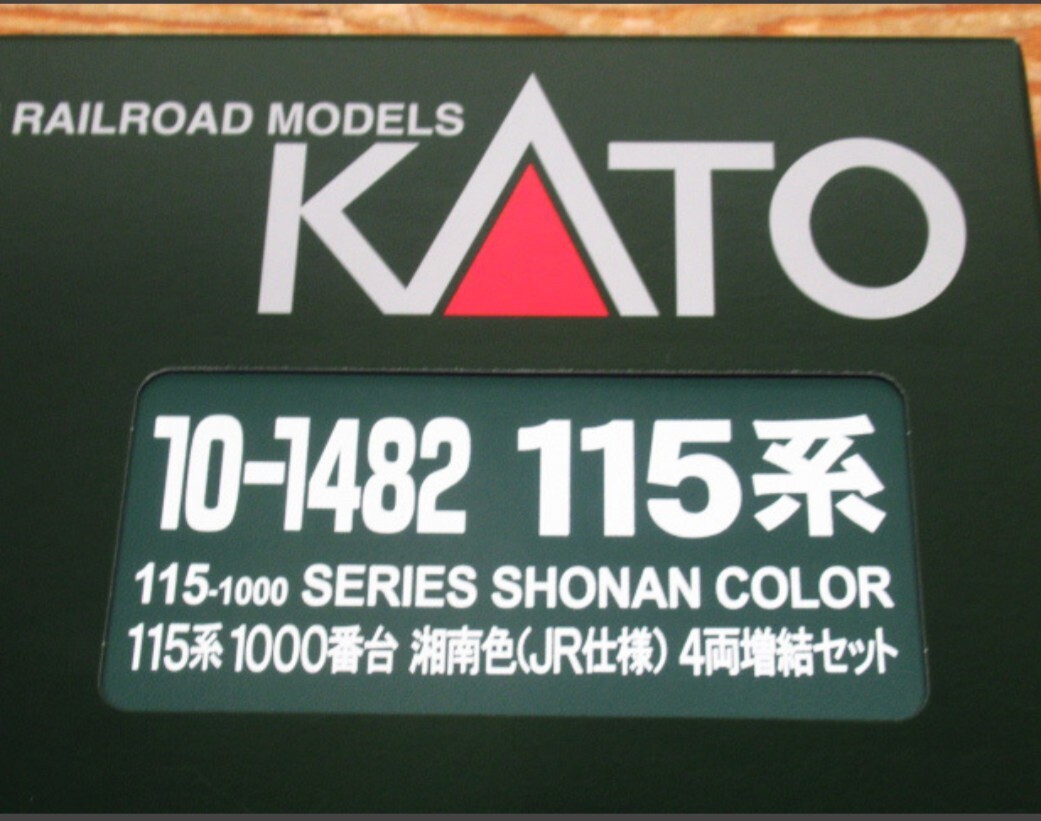 RAILROAD MODELS
KATO
10-1482 115系
115-1000 SERIES SHONAN COLOR
115系1000番台 湘南色(JR仕様) 4両増結セット